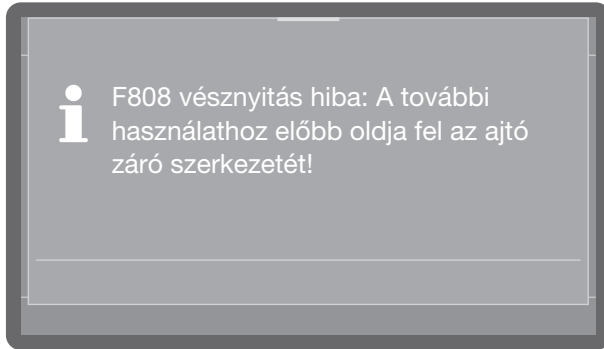 F808 vésznyitás hiba: A további
használathoz előbb oldja fel az ajtó
záró szerkezetét!